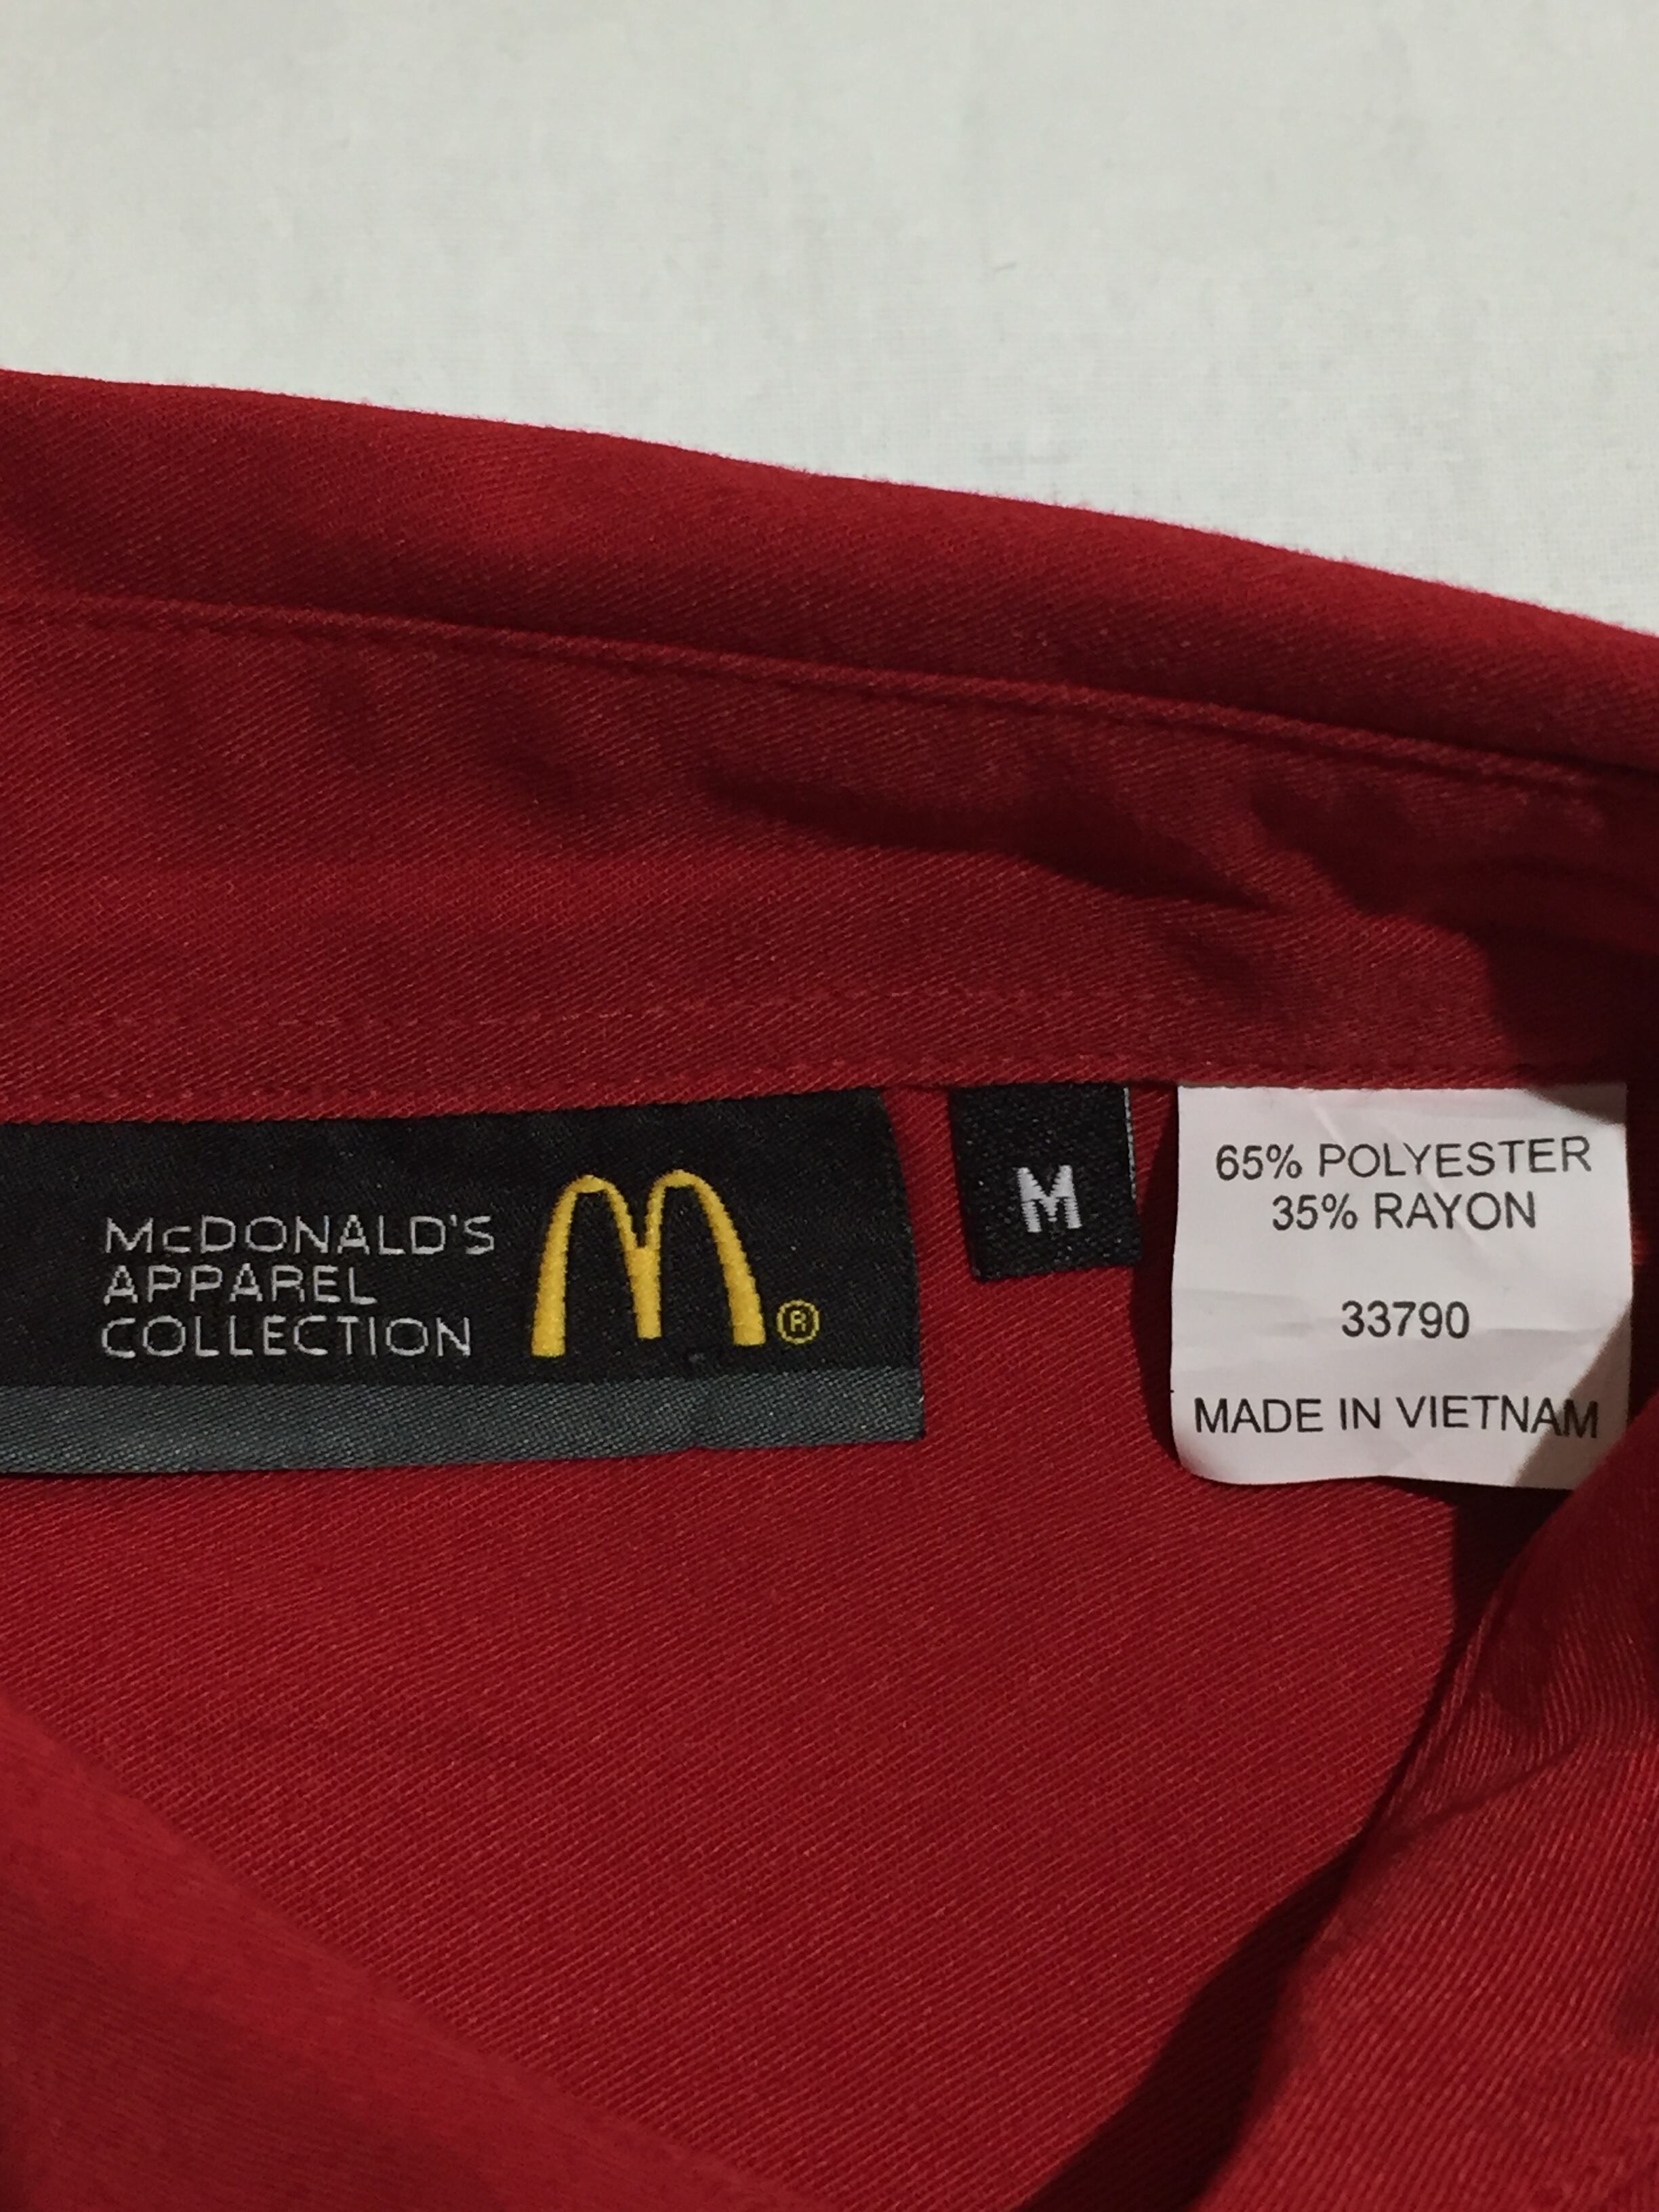 McDONALD'S
APPAREL
COLLECTION
M
®
M
65% POLYESTER
35% RAYON
33790
MADE IN VIETNAM